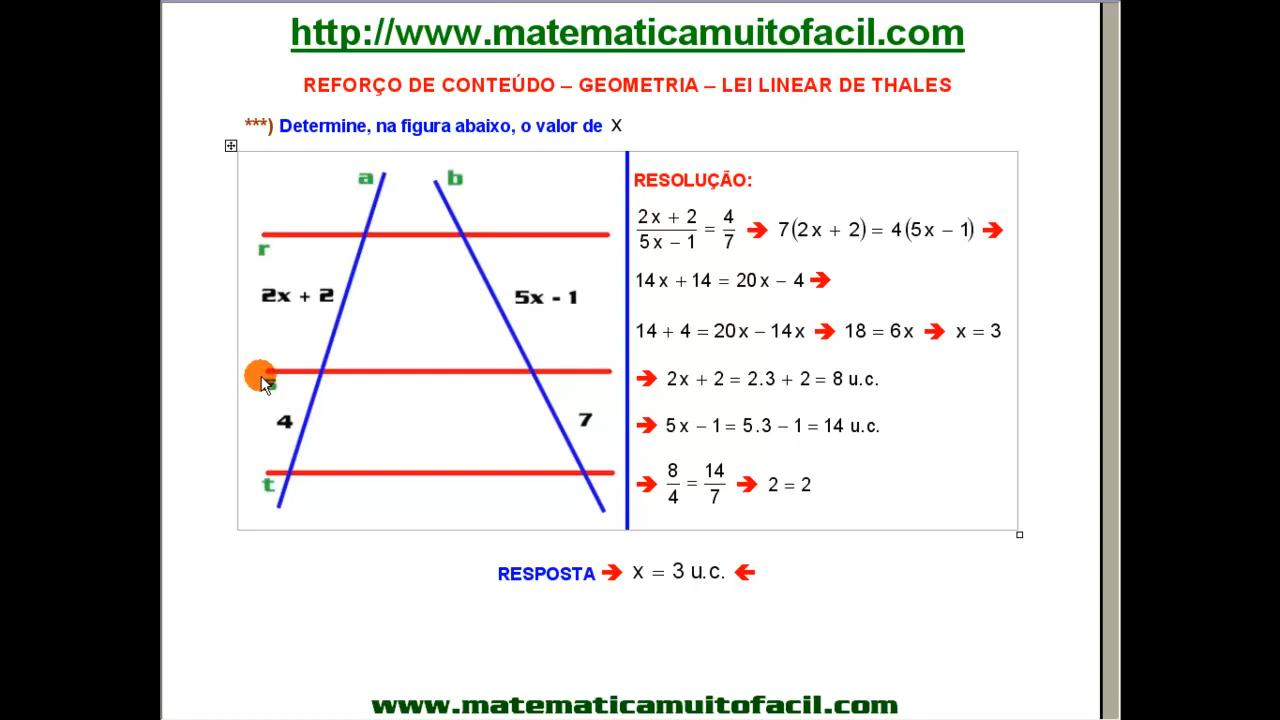 http://www.matematicamuitofacil.com
REFORÇO DE CONTEÚDO – GEOMETRIA – LEI LINEAR DE THALES
***) Determine, na figura abaixo, o valor de x
a b
r
2x + 2 5x - 1
4 7
t
RESOLUÇÃO:
(2x + 2)/(5x − 1) = 4/7 ➔ 7(2x + 2) = 4(5x − 1) ➔
14x + 14 = 20x − 4 ➔
14 + 4 = 20x − 14x ➔ 18 = 6x ➔ x = 3
➔ 2x + 2 = 2.3 + 2 = 8 u.c.
➔ 5x − 1 = 5.3 − 1 = 14 u.c.
➔ 8/4 = 14/7 ➔ 2 = 2
RESPOSTA ➔ x = 3 u.c. ←
www.matematicamuitofacil.com